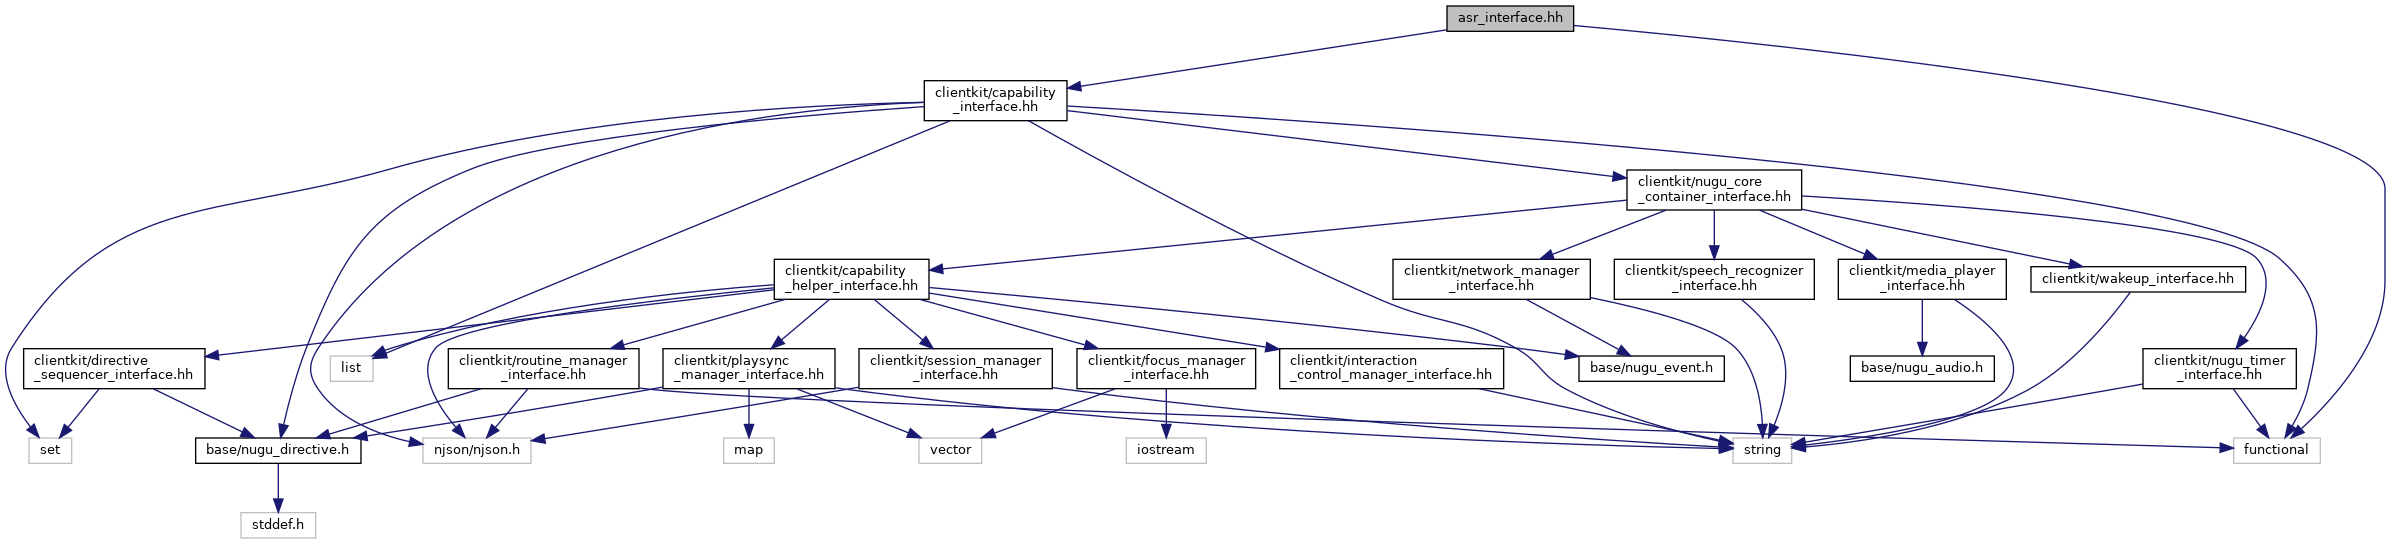 asr_interface.hh
clientkit/capability
_interface.hh
clientkit/nugu_core
_container_interface.hh
clientkit/capability
_helper_interface.hh
clientkit/network_manager
_interface.hh
clientkit/speech_recognizer
_interface.hh
clientkit/media_player
_interface.hh
clientkit/wakeup_interface.hh
clientkit/directive
_sequencer_interface.hh
list
clientkit/routine_manager
_interface.hh
clientkit/playsync
_manager_interface.hh
clientkit/session_manager
_interface.hh
clientkit/focus_manager
_interface.hh
clientkit/interaction
_control_manager_interface.hh
base/nugu_event.h
base/nugu_audio.h
clientkit/nugu_timer
_interface.hh
set
base/nugu_directive.h
njson/njson.h
map
vector
iostream
string
functional
stddef.h